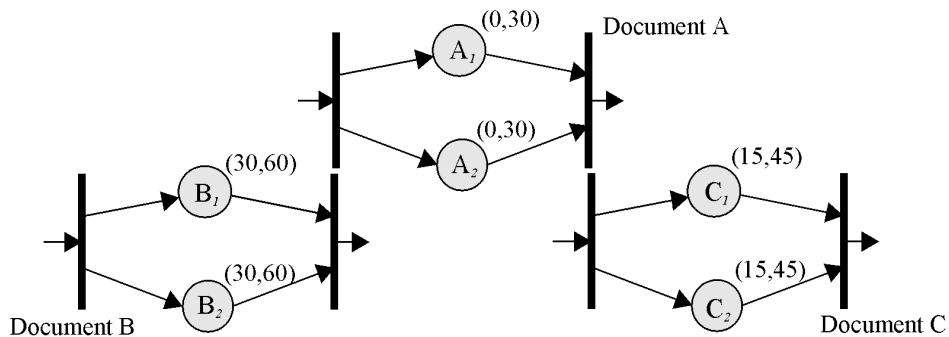 (0,30)
Document A
A1
(0,30)
A2
(30,60)
B1
(15,45)
C1
(30,60)
B2
(15,45)
C2
Document B
Document C